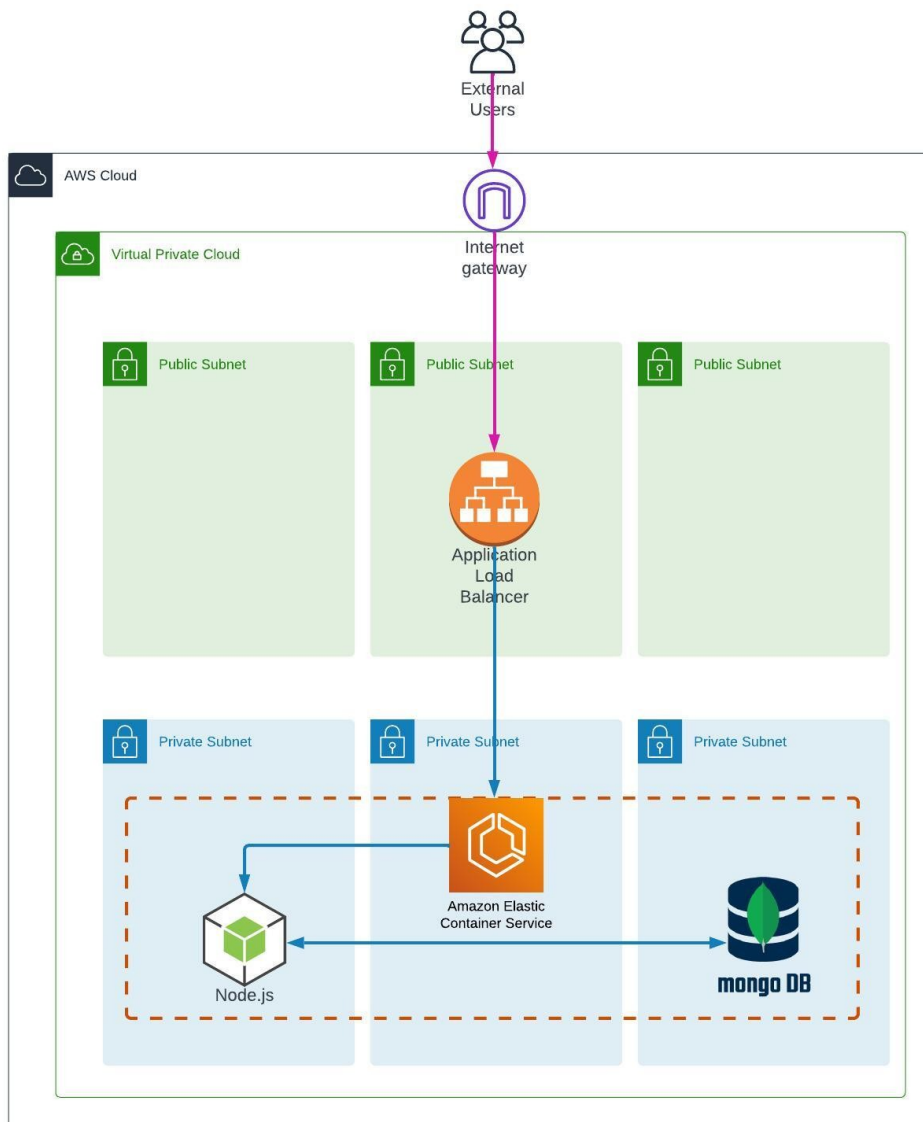 External
Users
AWS Cloud
Internet
gateway
Virtual Private Cloud
Public Subnet
Public Subnet
Public Subnet
Application
Load
Balancer
Private Subnet
Private Subnet
Private Subnet
Amazon Elastic
Container Service
Node.js
mongo DB